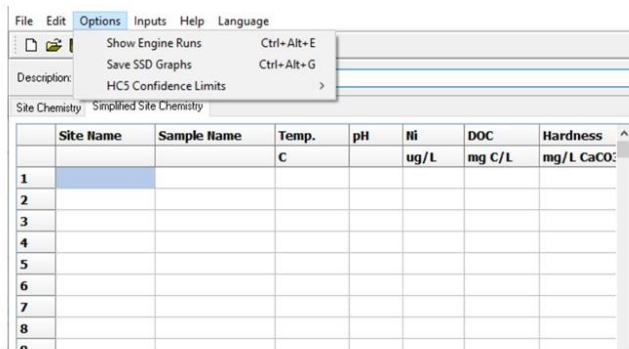 File Edit Options Inputs Help Language
Show Engine Runs Ctrl+Alt+E
Save SSD Graphs Ctrl+Alt+G
HC5 Confidence Limits >
Description:
Site Chemistry Simplified Site Chemistry
Site Name Sample Name Temp. pH Ni DOC Hardness
C ug/L mg C/L mg/L CaCO3
1
2
3
4
5
6
7
8